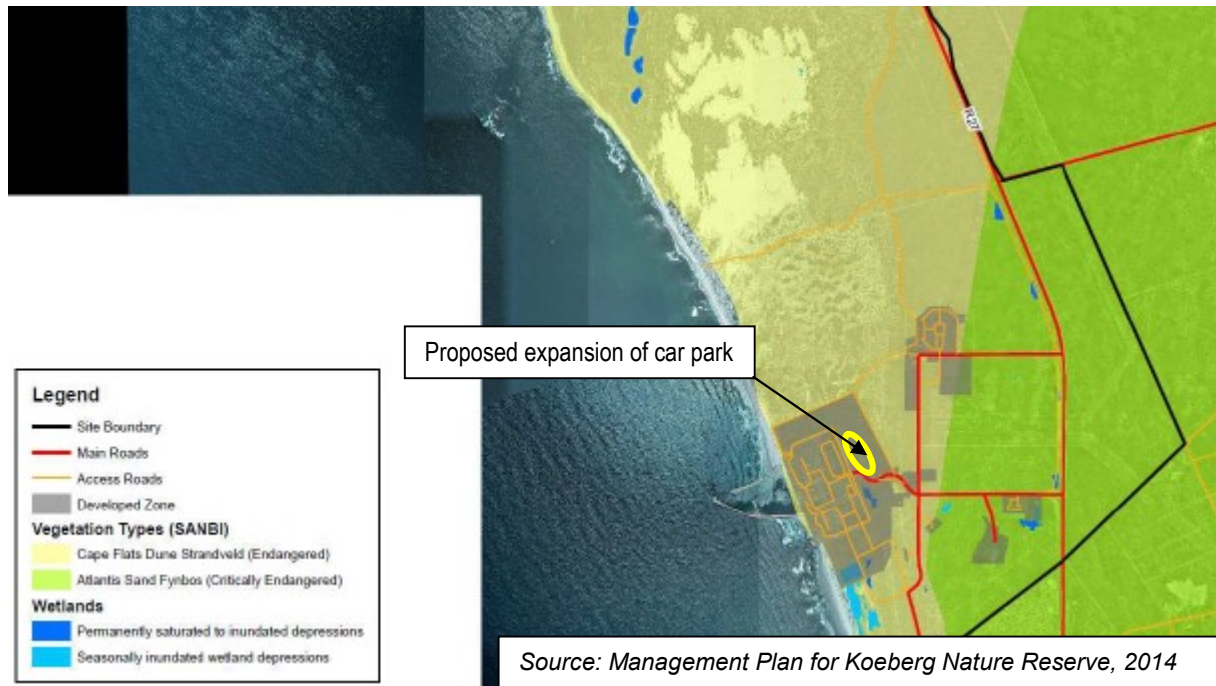 R27
Proposed expansion of car park
Legend
Site Boundary
Main Roads
Access Roads
Developed Zone
Vegetation Types (SANBI)
Cape Flats Dune Strandveld (Endangered)
Atlantis Sand Fynbos (Critically Endangered)
Wetlands
Permanently saturated to inundated depressions
Seasonally inundated wetland depressions
Source: Management Plan for Koeberg Nature Reserve, 2014